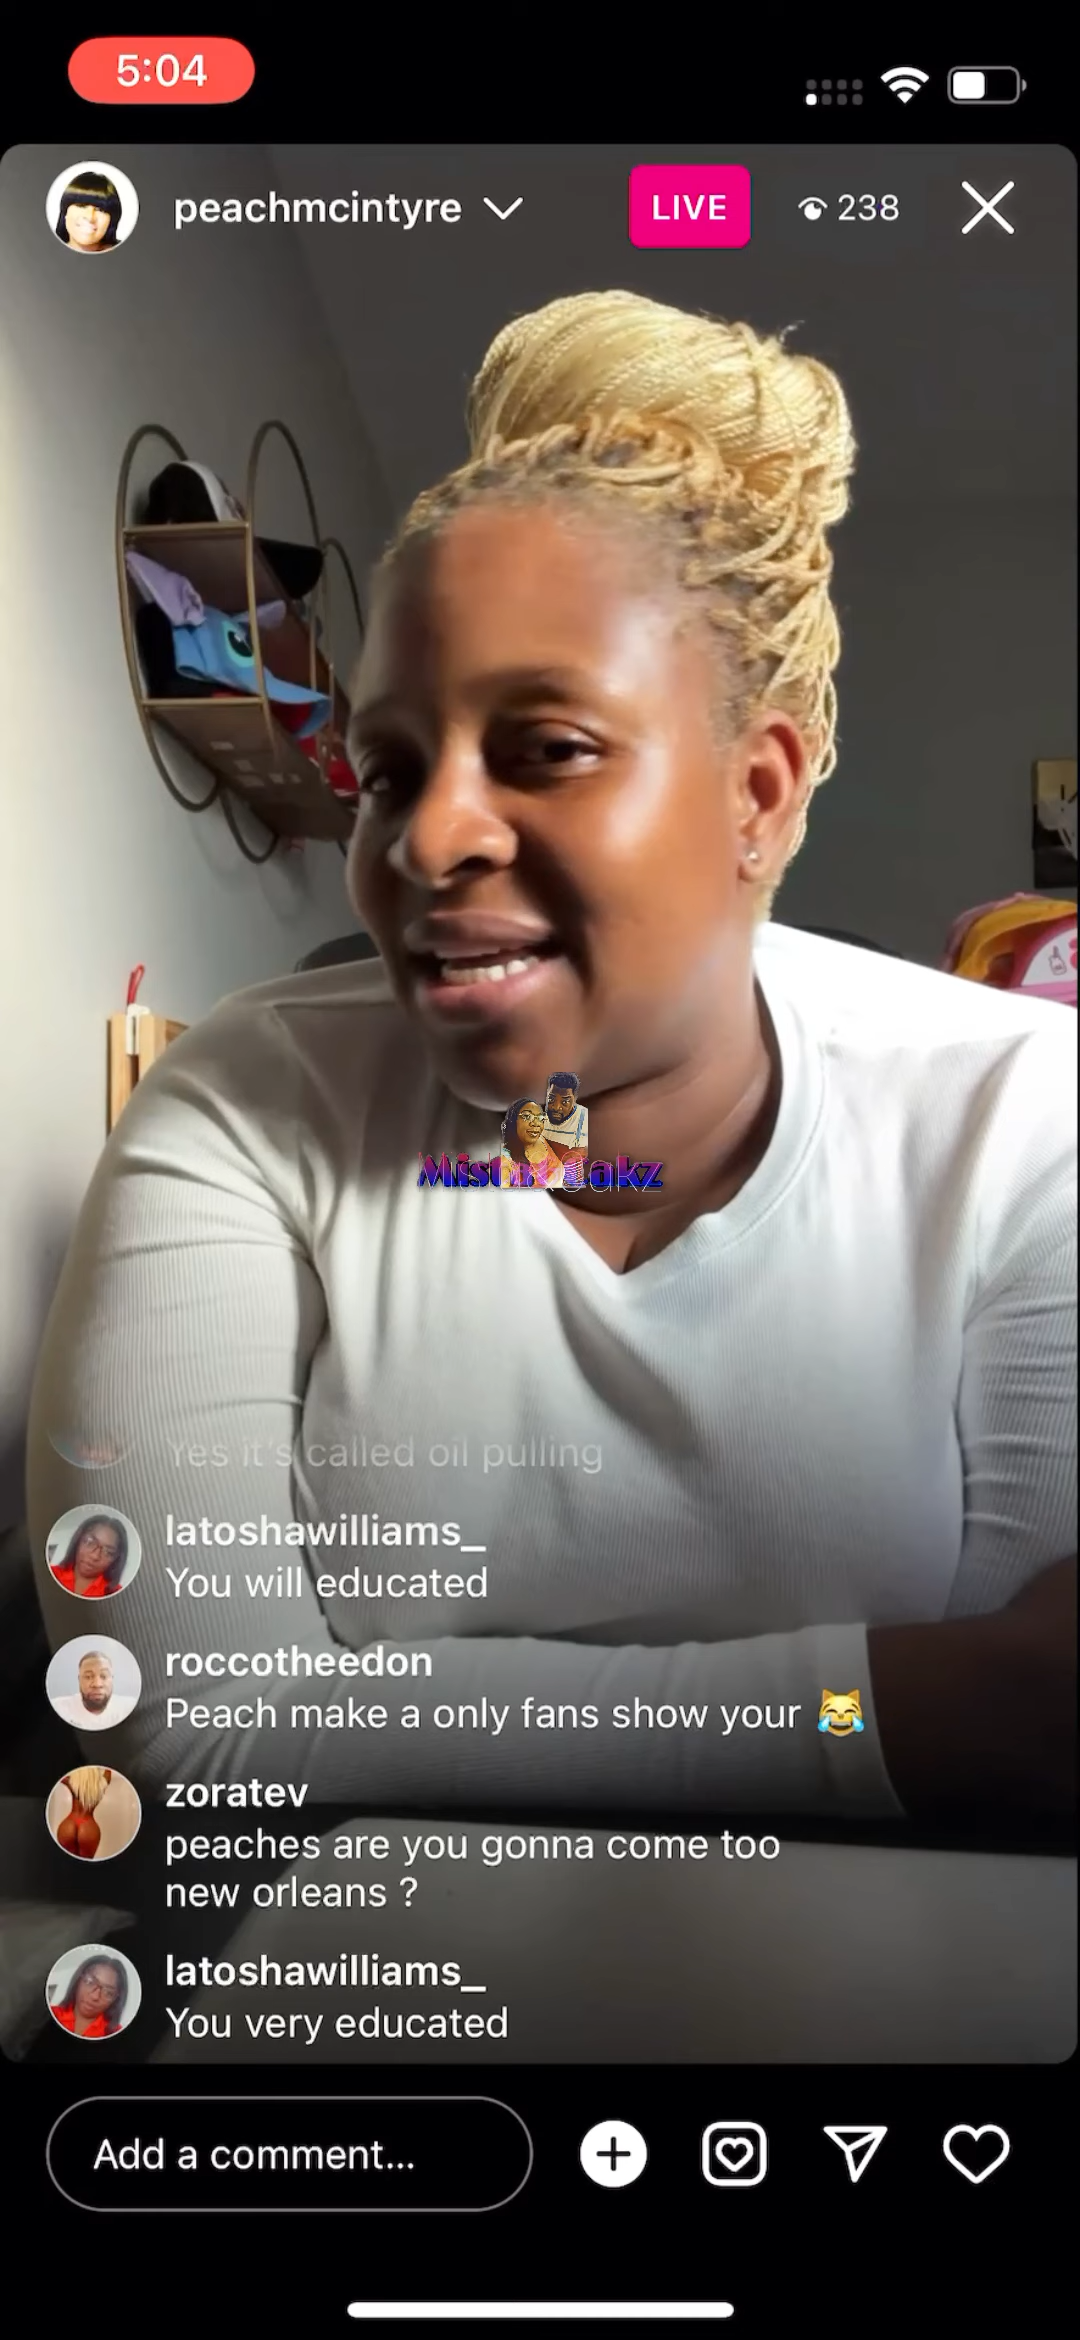 5:04
peachmcintyre
LIVE
238
Yes it's called oil pulling
latoshawilliams_
You will educated
roccotheedon
Peach make a only fans show your 😹
zoratev
peaches are you gonna come too
new orleans ?
latoshawilliams_
You very educated
Add a comment...